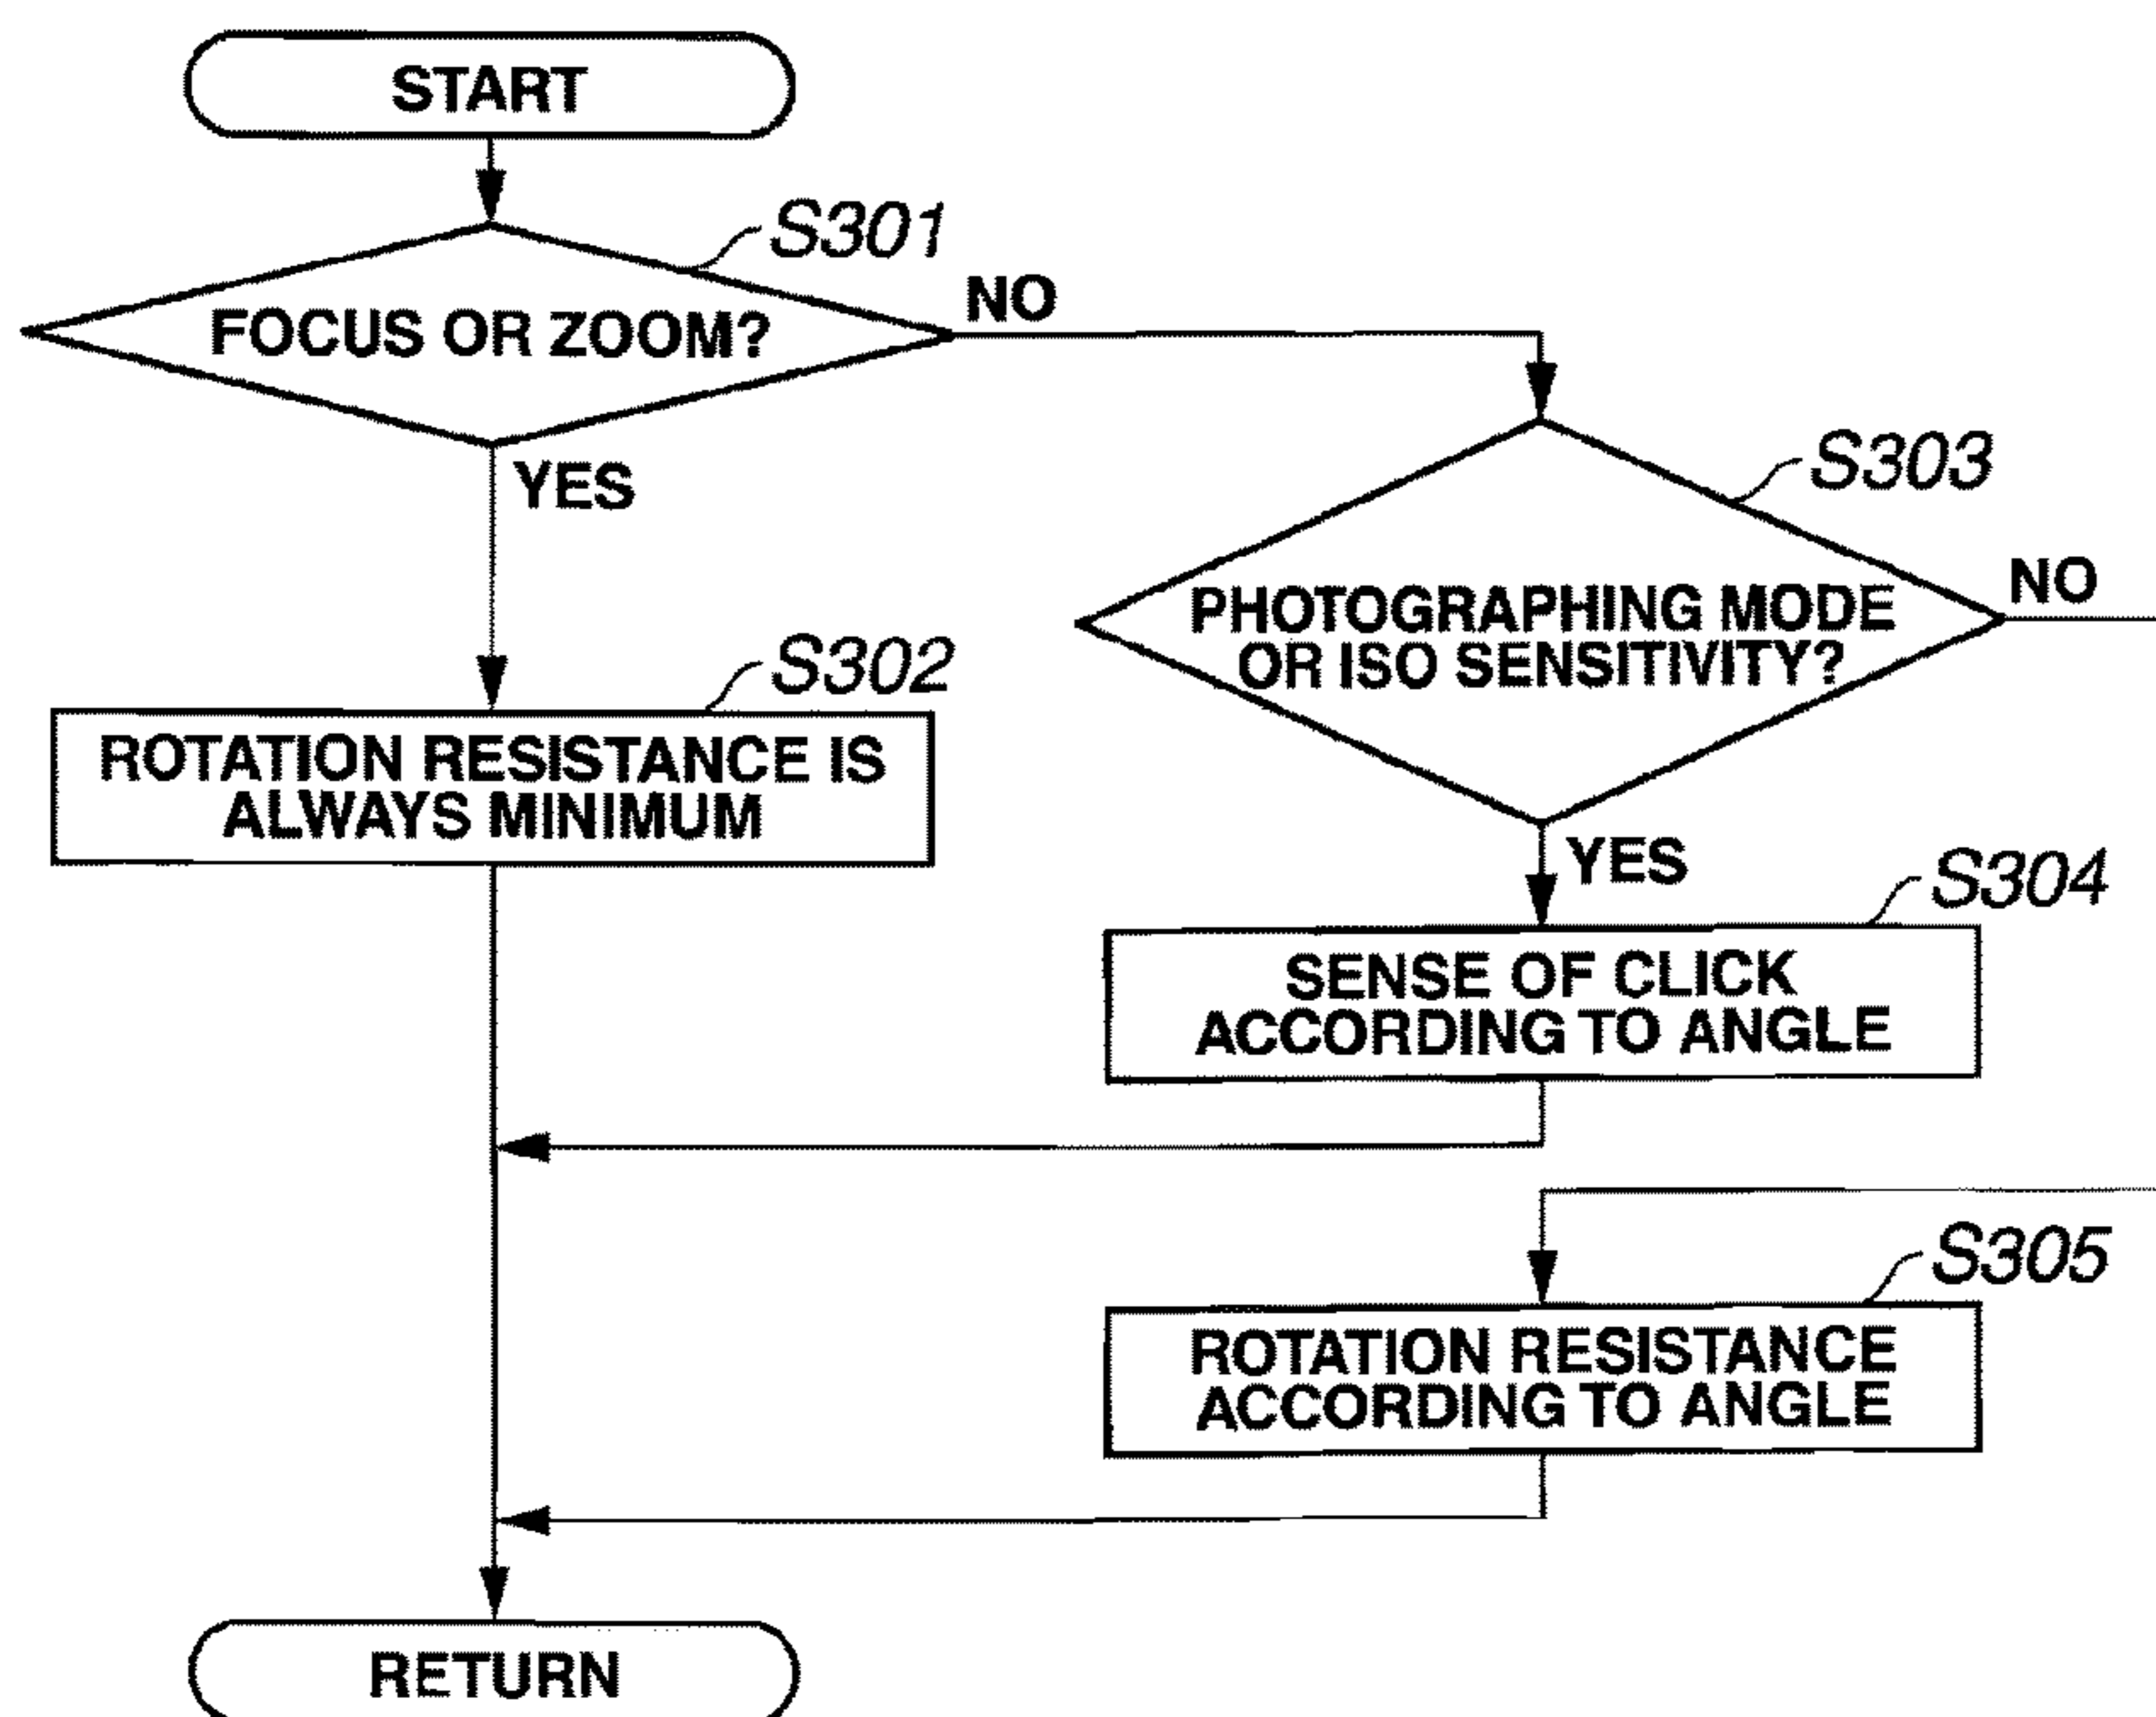 START
S301
FOCUS OR ZOOM?
NO
YES
S303
PHOTOGRAPHING MODE
OR ISO SENSITIVITY?
NO
YES
S302
ROTATION RESISTANCE IS
ALWAYS MINIMUM
S304
SENSE OF CLICK
ACCORDING TO ANGLE
S305
ROTATION RESISTANCE
ACCORDING TO ANGLE
RETURN